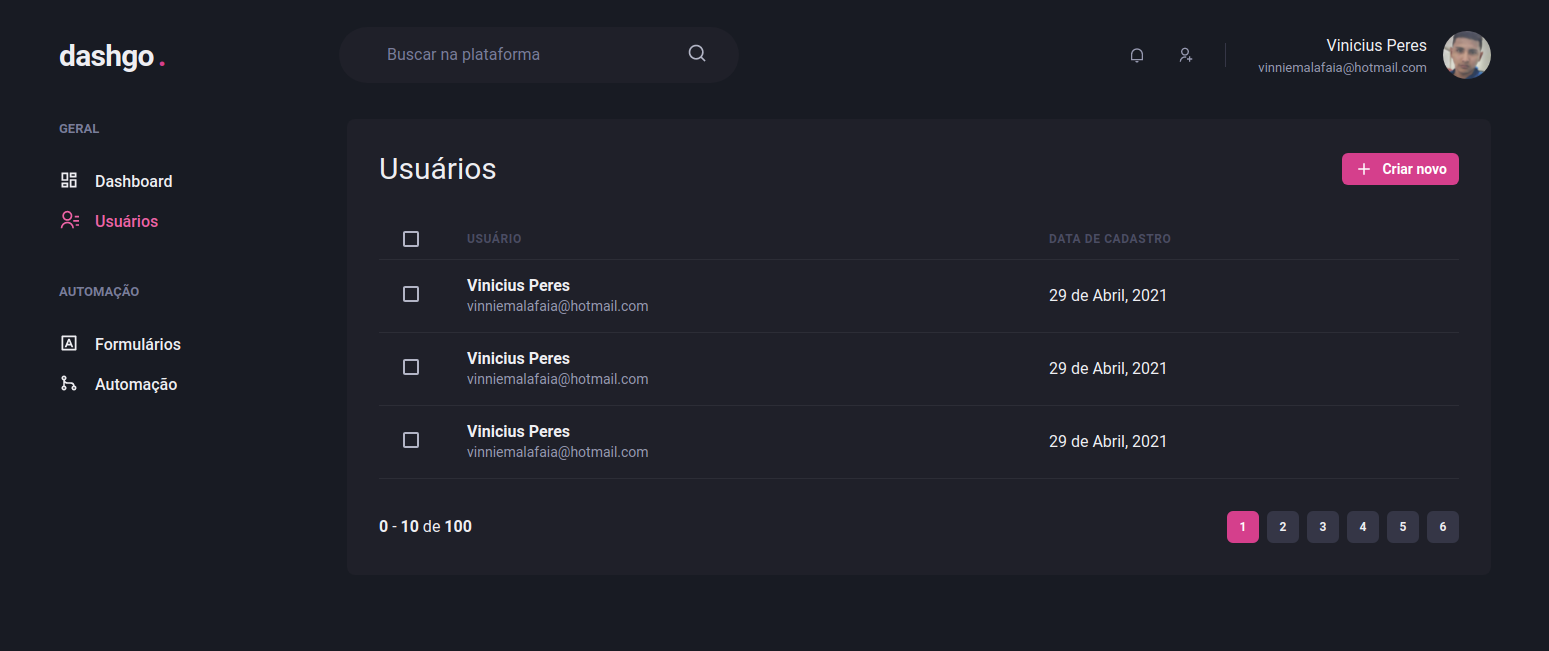 dashgo.
Buscar na plataforma
Vinicius Peres
vinniemalafaia@hotmail.com
GERAL
Dashboard
Usuários
AUTOMAÇÃO
Formulários
Automação
Usuários
Criar novo
USUÁRIO DATA DE CADASTRO
Vinicius Peres
vinniemalafaia@hotmail.com
29 de Abril, 2021
Vinicius Peres
vinniemalafaia@hotmail.com
29 de Abril, 2021
Vinicius Peres
vinniemalafaia@hotmail.com
29 de Abril, 2021
0 - 10 de 100
1 2 3 4 5 6